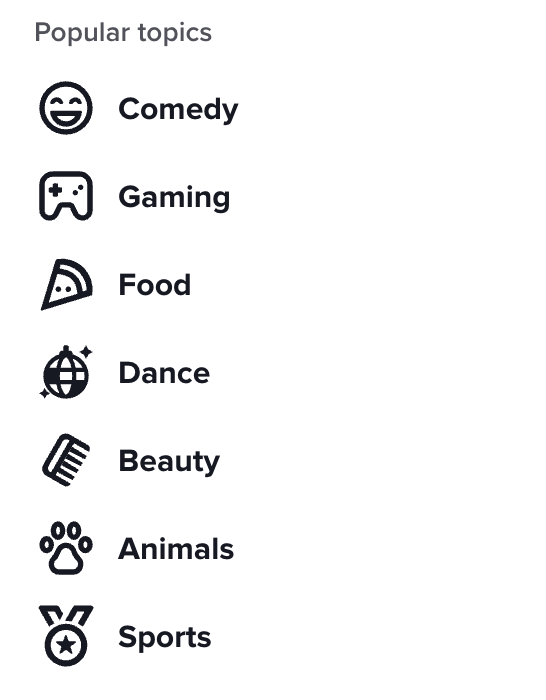 Popular topics
Comedy
Gaming
Food
Dance
Beauty
Animals
Sports